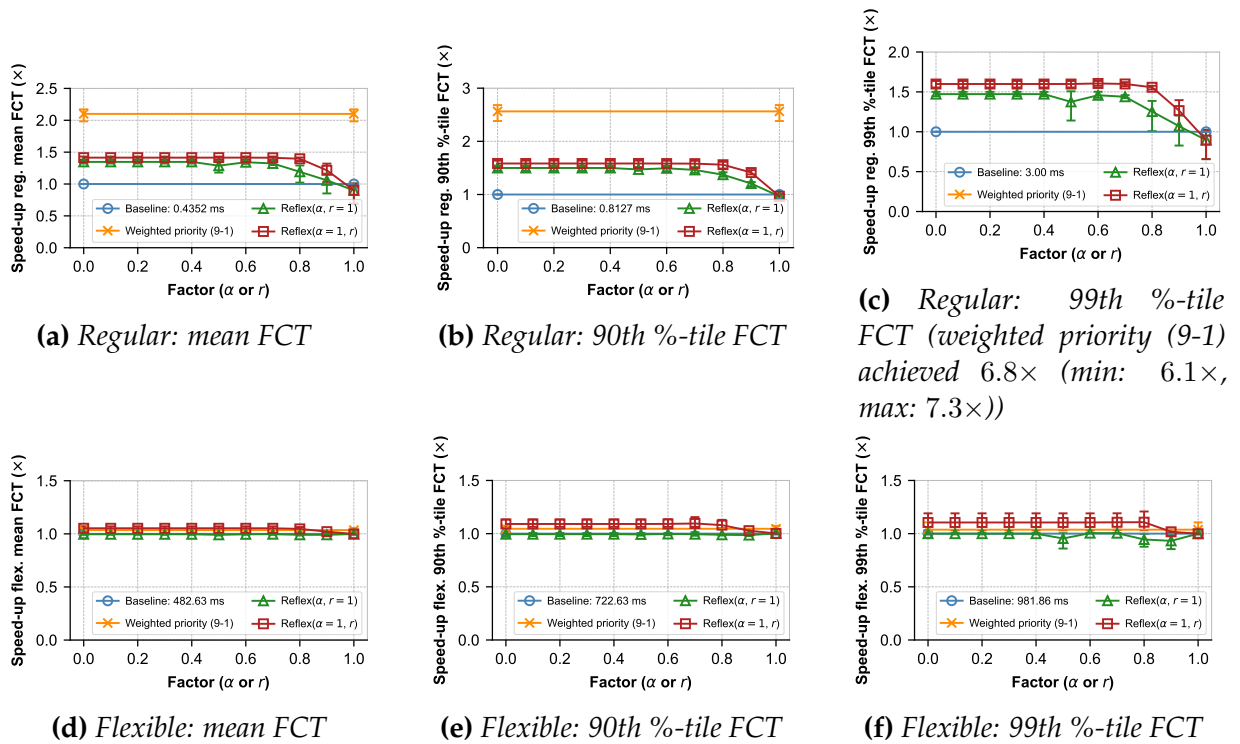 Speed-up reg. mean FCT (×)
2.5
2.0
1.5
1.0
0.5
0.0
Baseline: 0.4352 ms
Weighted priority (9-1)
Reflex(α, r = 1)
Reflex(α = 1, r)
0.0 0.2 0.4 0.6 0.8 1.0
Factor (α or r)
(a) Regular: mean FCT
Speed-up reg. 90th %-tile FCT (×)
3
2
1
0
Baseline: 0.8127 ms
Weighted priority (9-1)
Reflex(α, r = 1)
Reflex(α = 1, r)
0.0 0.2 0.4 0.6 0.8 1.0
Factor (α or r)
(b) Regular: 90th %-tile FCT
Speed-up reg. 99th %-tile FCT (×)
2.0
1.5
1.0
0.5
0.0
Baseline: 3.00 ms
Weighted priority (9-1)
Reflex(α, r = 1)
Reflex(α = 1, r)
0.0 0.2 0.4 0.6 0.8 1.0
Factor (α or r)
(c) Regular: 99th %-tile
FCT (weighted priority (9-1)
achieved 6.8× (min: 6.1×,
max: 7.3×))
Speed-up flex. mean FCT (×)
1.5
1.0
0.5
0.0
Baseline: 482.63 ms
Weighted priority (9-1)
Reflex(α, r = 1)
Reflex(α = 1, r)
0.0 0.2 0.4 0.6 0.8 1.0
Factor (α or r)
(d) Flexible: mean FCT
Speed-up flex. 90th %-tile FCT (×)
1.5
1.0
0.5
0.0
Baseline: 722.63 ms
Weighted priority (9-1)
Reflex(α, r = 1)
Reflex(α = 1, r)
0.0 0.2 0.4 0.6 0.8 1.0
Factor (α or r)
(e) Flexible: 90th %-tile FCT
Speed-up flex. 99th %-tile FCT (×)
1.5
1.0
0.5
0.0
Baseline: 981.86 ms
Weighted priority (9-1)
Reflex(α, r = 1)
Reflex(α = 1, r)
0.0 0.2 0.4 0.6 0.8 1.0
Factor (α or r)
(f) Flexible: 99th %-tile FCT